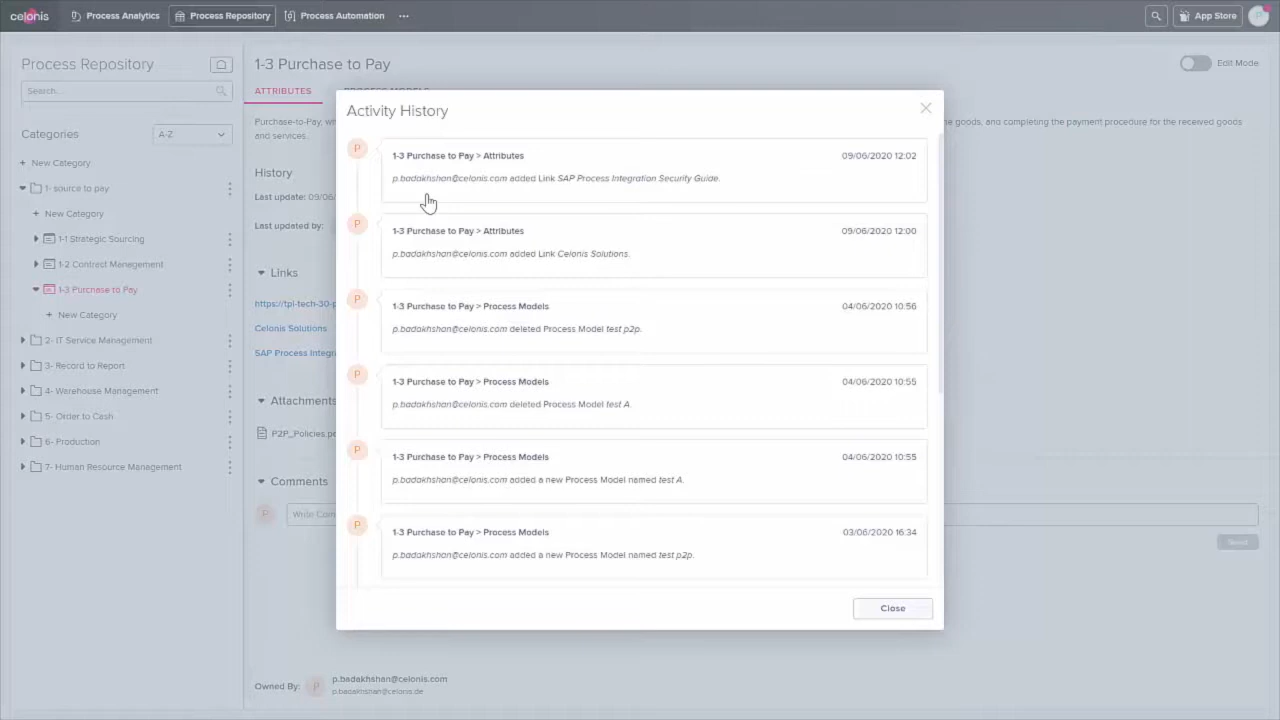 celonis
Process Analytics
Process Repository
Process Automation
App Store
Process Repository
Search...
Categories
A-Z
New Category
1- source to pay
New Category
1-1 Strategic Sourcing
1-2 Contract Management
1-3 Purchase to Pay
New Category
2- IT Service Management
3- Record to Report
4- Warehouse Management
5- Order to Cash
6- Production
7- Human Resource Management
1-3 Purchase to Pay
Edit Mode
ATTRIBUTES
Purchase-to-Pay, w
e goods, and completing the payment procedure for the received goods
and services.
History
Last update: 09/06/
Last updated by:
Links
https://tpl-tech-30-p
Celonis Solutions
SAP Process Integra
Attachments
P2P_Policies.pd
Comments
P
Write Com
Owned By:
P
p.badakhshan@celonis.com
p.badakhshan@celonis.de
Activity History
P
1-3 Purchase to Pay > Attributes
09/06/2020 12:02
p.badakhshan@celonis.com added Link SAP Process Integration Security Guide.
P
1-3 Purchase to Pay > Attributes
09/06/2020 12:00
p.badakhshan@celonis.com added Link Celonis Solutions.
P
1-3 Purchase to Pay > Process Models
04/06/2020 10:56
p.badakhshan@celonis.com deleted Process Model test p2p.
P
1-3 Purchase to Pay > Process Models
04/06/2020 10:55
p.badakhshan@celonis.com deleted Process Model test A.
P
1-3 Purchase to Pay > Process Models
04/06/2020 10:55
p.badakhshan@celonis.com added a new Process Model named test A.
P
1-3 Purchase to Pay > Process Models
03/06/2020 16:34
p.badakhshan@celonis.com added a new Process Model named test p2p.
Close